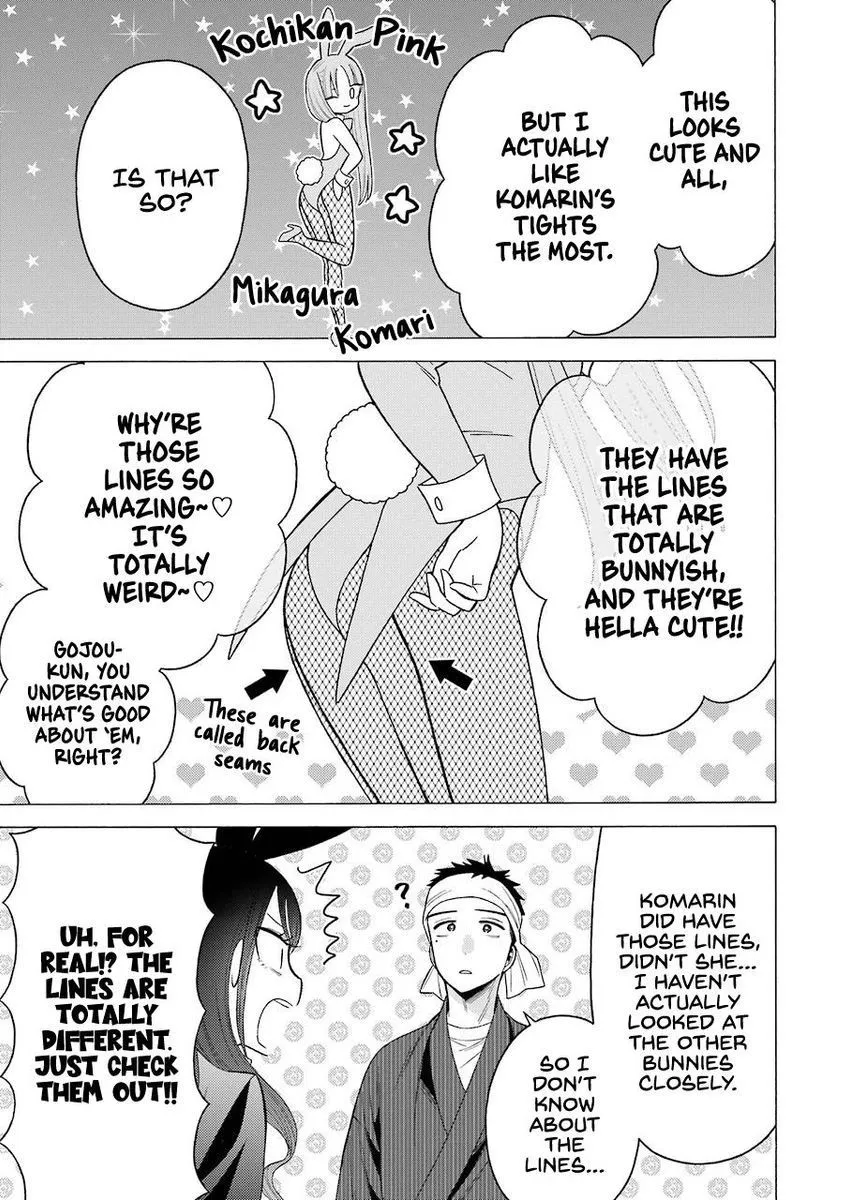 THIS
LOOKS
CUTE AND
ALL,
BUT I
ACTUALLY
LIKE
KOMARIN'S
TIGHTS
THE MOST.
Kochikan Pink
Mikagura
Komari
IS THAT
SO?
THEY HAVE
THE LINES
THAT ARE
TOTALLY
BUNNYISH,
AND THEY'RE
HELLA CUTE!!
WHY'RE
THOSE
LINES SO
AMAZING~♡
IT'S
TOTALLY
WEIRD~♡
GOJOU-
KUN, YOU
UNDERSTAND
WHAT'S GOOD
ABOUT 'EM,
RIGHT?
These are
called back
seams
KOMARIN
DID HAVE
THOSE LINES,
DIDN'T SHE...
I HAVEN'T
ACTUALLY
LOOKED AT
THE OTHER
BUNNIES
CLOSELY.
SO I
DON'T
KNOW
ABOUT
THE
LINES...
?
UH. FOR
REAL!? THE
LINES ARE
TOTALLY
DIFFERENT.
JUST CHECK
THEM OUT!!